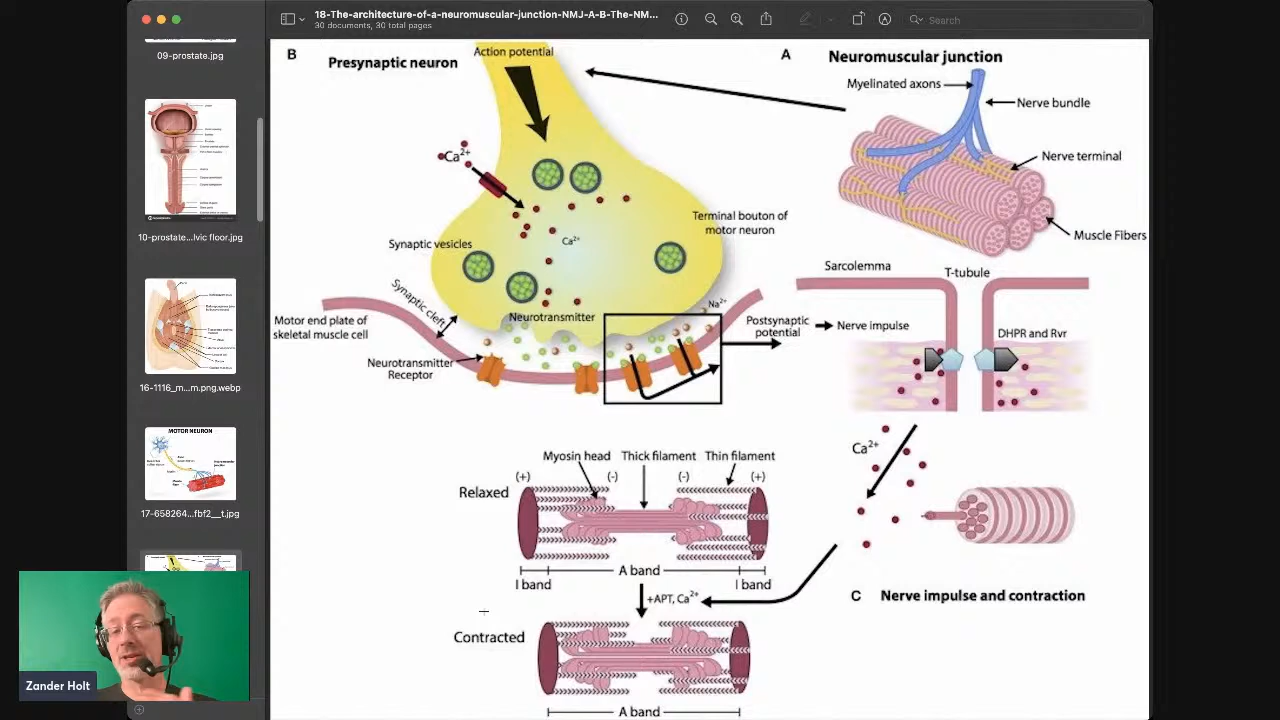 18-The-architecture-of-a-neuromuscular-junction-NMJ-A-B-The-NM...
30 documents, 30 total pages
Search
09-prostate.jpg
10-prostate...lvic floor.jpg
16-1116_m...m.png.webp
MOTOR NEURON
17-658264...fbf2__t.jpg
B
Presynaptic neuron
Action potential
Ca2+
Ca2+
Synaptic vesicles
Terminal bouton of
motor neuron
Synaptic cleft
Neurotransmitter
Na2+
Motor end plate of
skeletal muscle cell
Neurotransmitter
Receptor
Postsynaptic
potential
Nerve impulse
A
Neuromuscular junction
Myelinated axons
Nerve bundle
Nerve terminal
Muscle Fibers
Sarcolemma
T-tubule
DHPR and Rvr
Ca2+
Myosin head
Thick filament
Thin filament
(+)
(-)
(-)
(+)
Relaxed
I band
A band
I band
+APT, Ca2+
Contracted
A band
C
Nerve impulse and contraction
Zander Holt